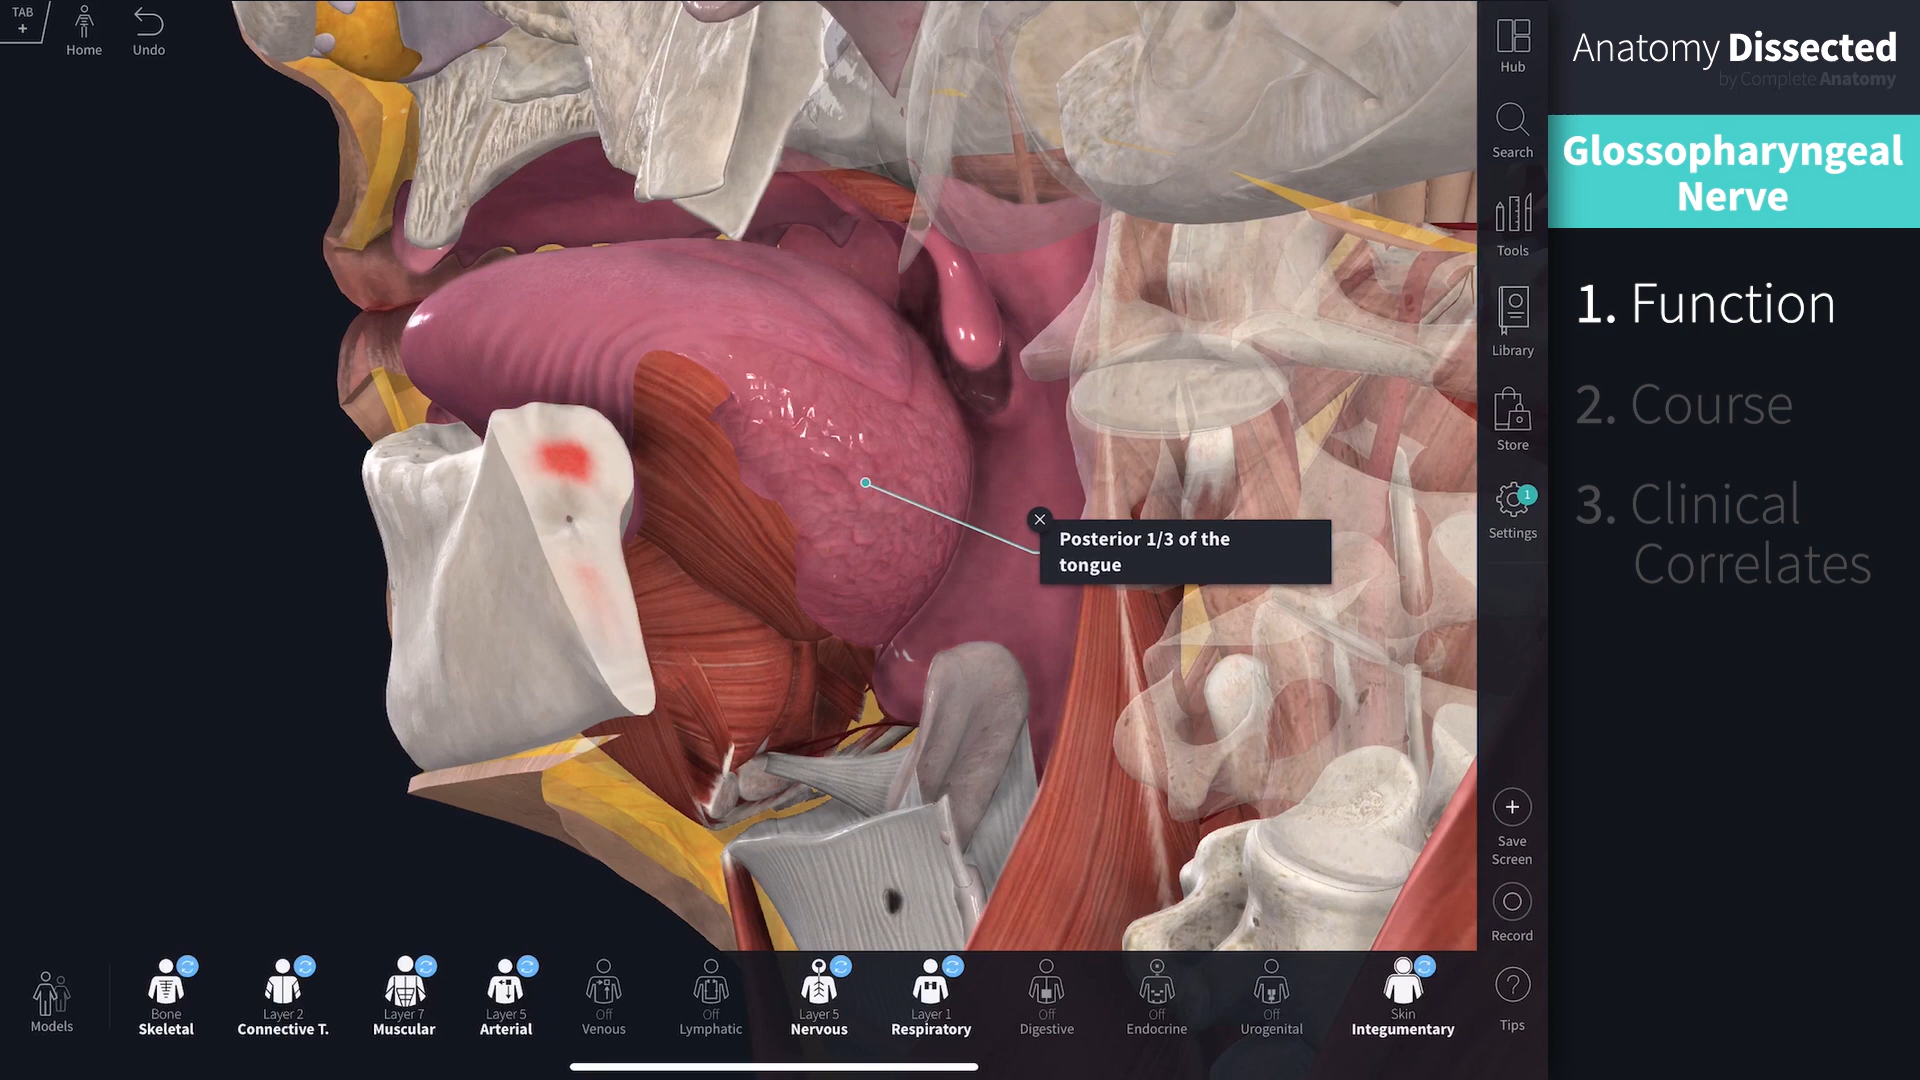 TAB
+
Home
Undo
Hub
Search
Tools
Library
Store
1
Settings
+
Save
Screen
Record
?
Tips
Posterior 1/3 of the
tongue
Models
Bone
Skeletal
Layer 2
Connective T.
Layer 7
Muscular
Layer 5
Arterial
Off
Venous
Off
Lymphatic
Layer 5
Nervous
Layer 1
Respiratory
Off
Digestive
Off
Endocrine
Off
Urogenital
Skin
Integumentary
Anatomy Dissected
by Complete Anatomy
Glossopharyngeal
Nerve
1. Function
2. Course
3. Clinical
Correlates